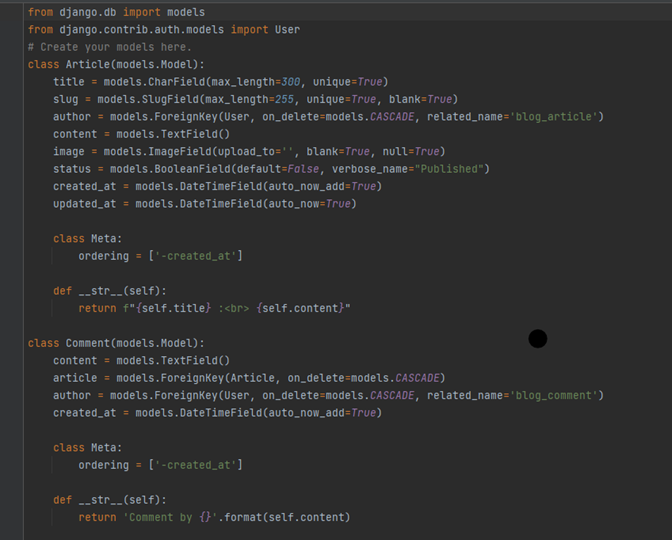 from django.db import models
from django.contrib.auth.models import User
# Create your models here.
class Article(models.Model):
    title = models.CharField(max_length=300, unique=True)
    slug = models.SlugField(max_length=255, unique=True, blank=True)
    author = models.ForeignKey(User, on_delete=models.CASCADE, related_name='blog_article')
    content = models.TextField()
    image = models.ImageField(upload_to='', blank=True, null=True)
    status = models.BooleanField(default=False, verbose_name="Published")
    created_at = models.DateTimeField(auto_now_add=True)
    updated_at = models.DateTimeField(auto_now=True)

    class Meta:
        ordering = ['-created_at']

    def __str__(self):
        return f"{self.title} :<br> {self.content}"

class Comment(models.Model):
    content = models.TextField()
    article = models.ForeignKey(Article, on_delete=models.CASCADE)
    author = models.ForeignKey(User, on_delete=models.CASCADE, related_name='blog_comment')
    created_at = models.DateTimeField(auto_now_add=True)

    class Meta:
        ordering = ['-created_at']

    def __str__(self):
        return 'Comment by {}'.format(self.content)